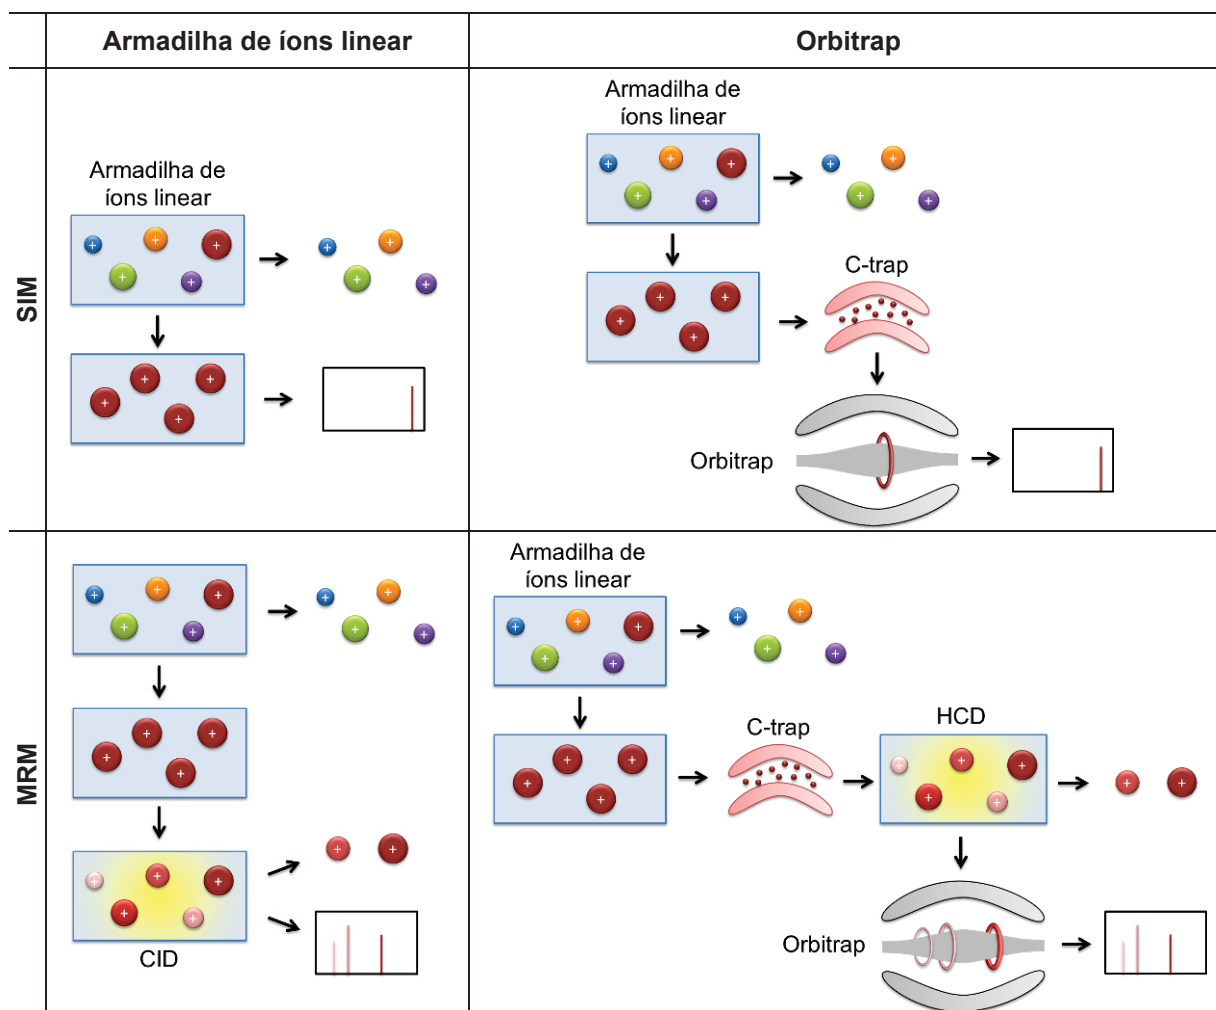 Armadilha de íons linear
Orbitrap
SIM
Armadilha de
íons linear
+ + +
+ +
+ +
+ +
+ +
+ +
Armadilha de
íons linear
+ + +
+ +
+ +
+ +
+ +
+ +
C-trap
Orbitrap
MRM
+ + +
+ +
+ +
+ +
+ +
+ +
+ + +
+ +
+ +
CID
Armadilha de
íons linear
+ + +
+ +
+ +
+ +
+ +
+ +
C-trap
HCD
+ + +
+ +
+ +
Orbitrap